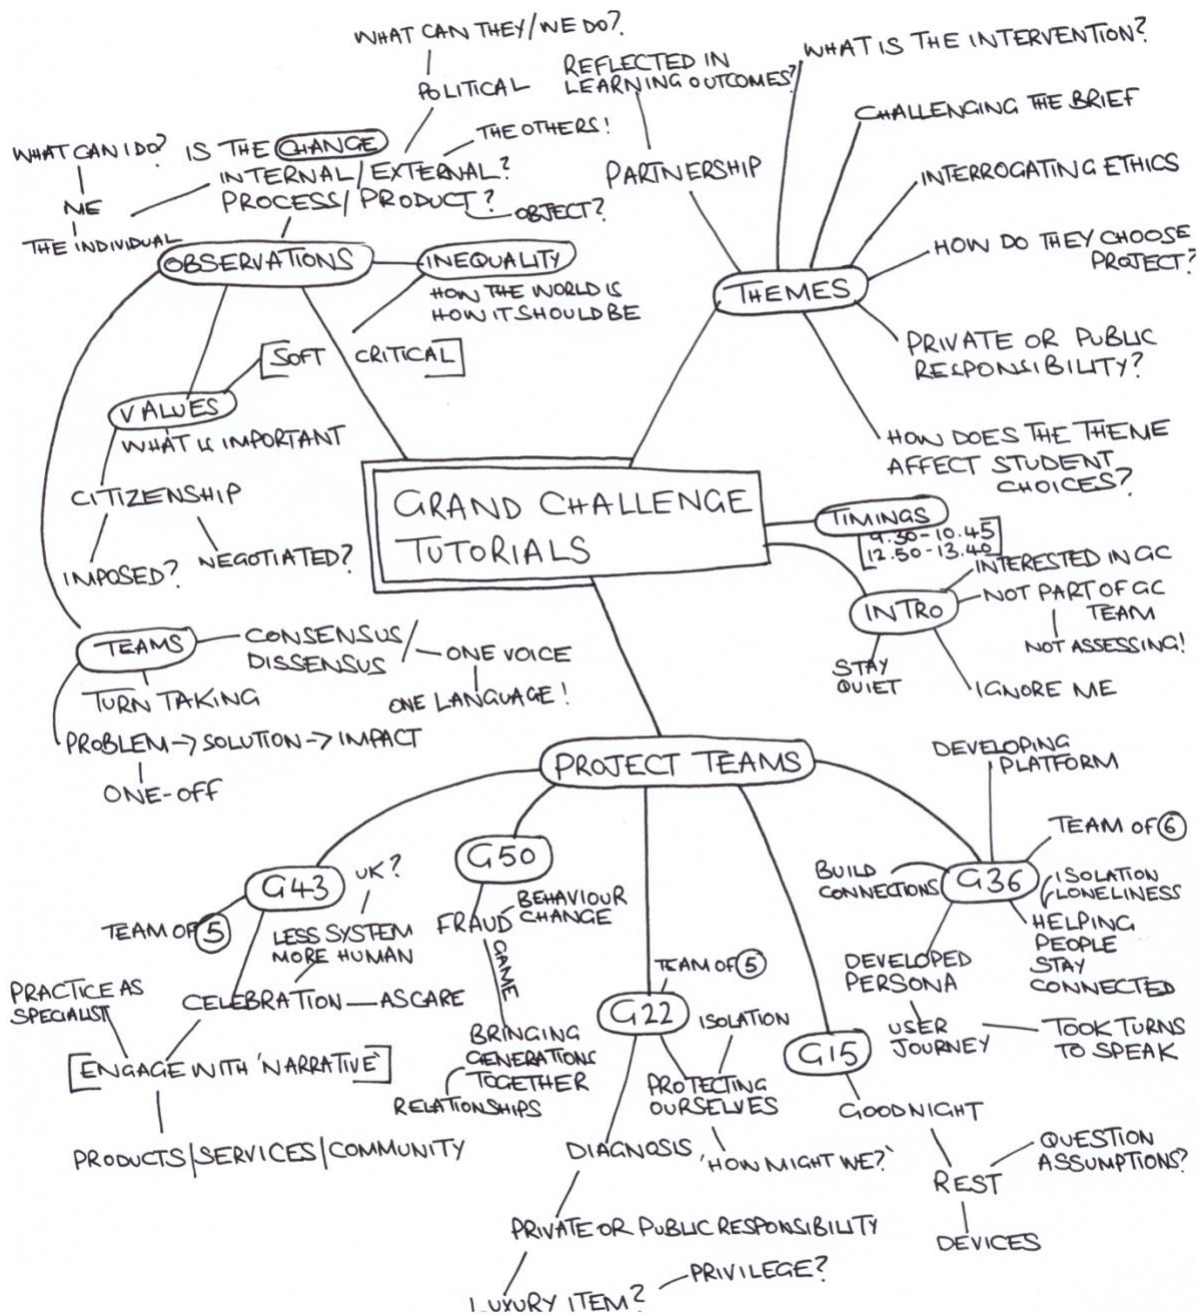 WHAT CAN THEY/WE DO?
POLITICAL
WHAT CAN I DO?
ME
THE INDIVIDUAL
IS THE CHANGE
INTERNAL/EXTERNAL?
PROCESS/PRODUCT?
THE OTHERS!
OBJECT?
OBSERVATIONS
INEQUALITY
HOW THE WORLD IS
HOW IT SHOULD BE
[SOFT CRITICAL]
VALUES
WHAT IS IMPORTANT
CITIZENSHIP
IMPOSED?
NEGOTIATED?
TEAMS
CONSENSUS/
DISSENSUS
ONE VOICE
ONE LANGUAGE!
TURN TAKING
PROBLEM -> SOLUTION -> IMPACT
ONE-OFF
REFLECTED IN
LEARNING OUTCOMES?
PARTNERSHIP
WHAT IS THE INTERVENTION?
CHALLENGING THE BRIEF
INTERROGATING ETHICS
HOW DO THEY CHOOSE
PROJECT?
THEMES
PRIVATE OR PUBLIC
RESPONSIBILITY?
HOW DOES THE THEME
AFFECT STUDENT
CHOICES?
GRAND CHALLENGE
TUTORIALS
TIMINGS
[9.30-10.45
12.50-13.40]
INTRO
INTERESTED IN GC
NOT PART OF GC
TEAM
NOT ASSESSING!
STAY
QUIET
IGNORE ME
PROJECT TEAMS
G43
TEAM OF 5
UK?
LESS SYSTEM
MORE HUMAN
CELEBRATION — AS CARE
PRACTICE AS
SPECIALIST
[ENGAGE WITH 'NARRATIVE']
PRODUCTS/SERVICES/COMMUNITY
G50
FRAUD
BEHAVIOUR
CHANGE
GAME
BRINGING
GENERATIONS
TOGETHER
RELATIONSHIPS
G22
TEAM OF 5
ISOLATION
PROTECTING
OURSELVES
'HOW MIGHT WE?'
DIAGNOSIS
PRIVATE OR PUBLIC RESPONSIBILITY
LUXURY ITEM?
PRIVILEGE?
G15
GOODNIGHT
REST
QUESTION
ASSUMPTIONS?
DEVICES
DEVELOPING
PLATFORM
TEAM OF 6
BUILD
CONNECTIONS
G36
ISOLATION
LONELINESS
HELPING
PEOPLE
STAY
CONNECTED
DEVELOPED
PERSONA
USER
JOURNEY
TOOK TURNS
TO SPEAK